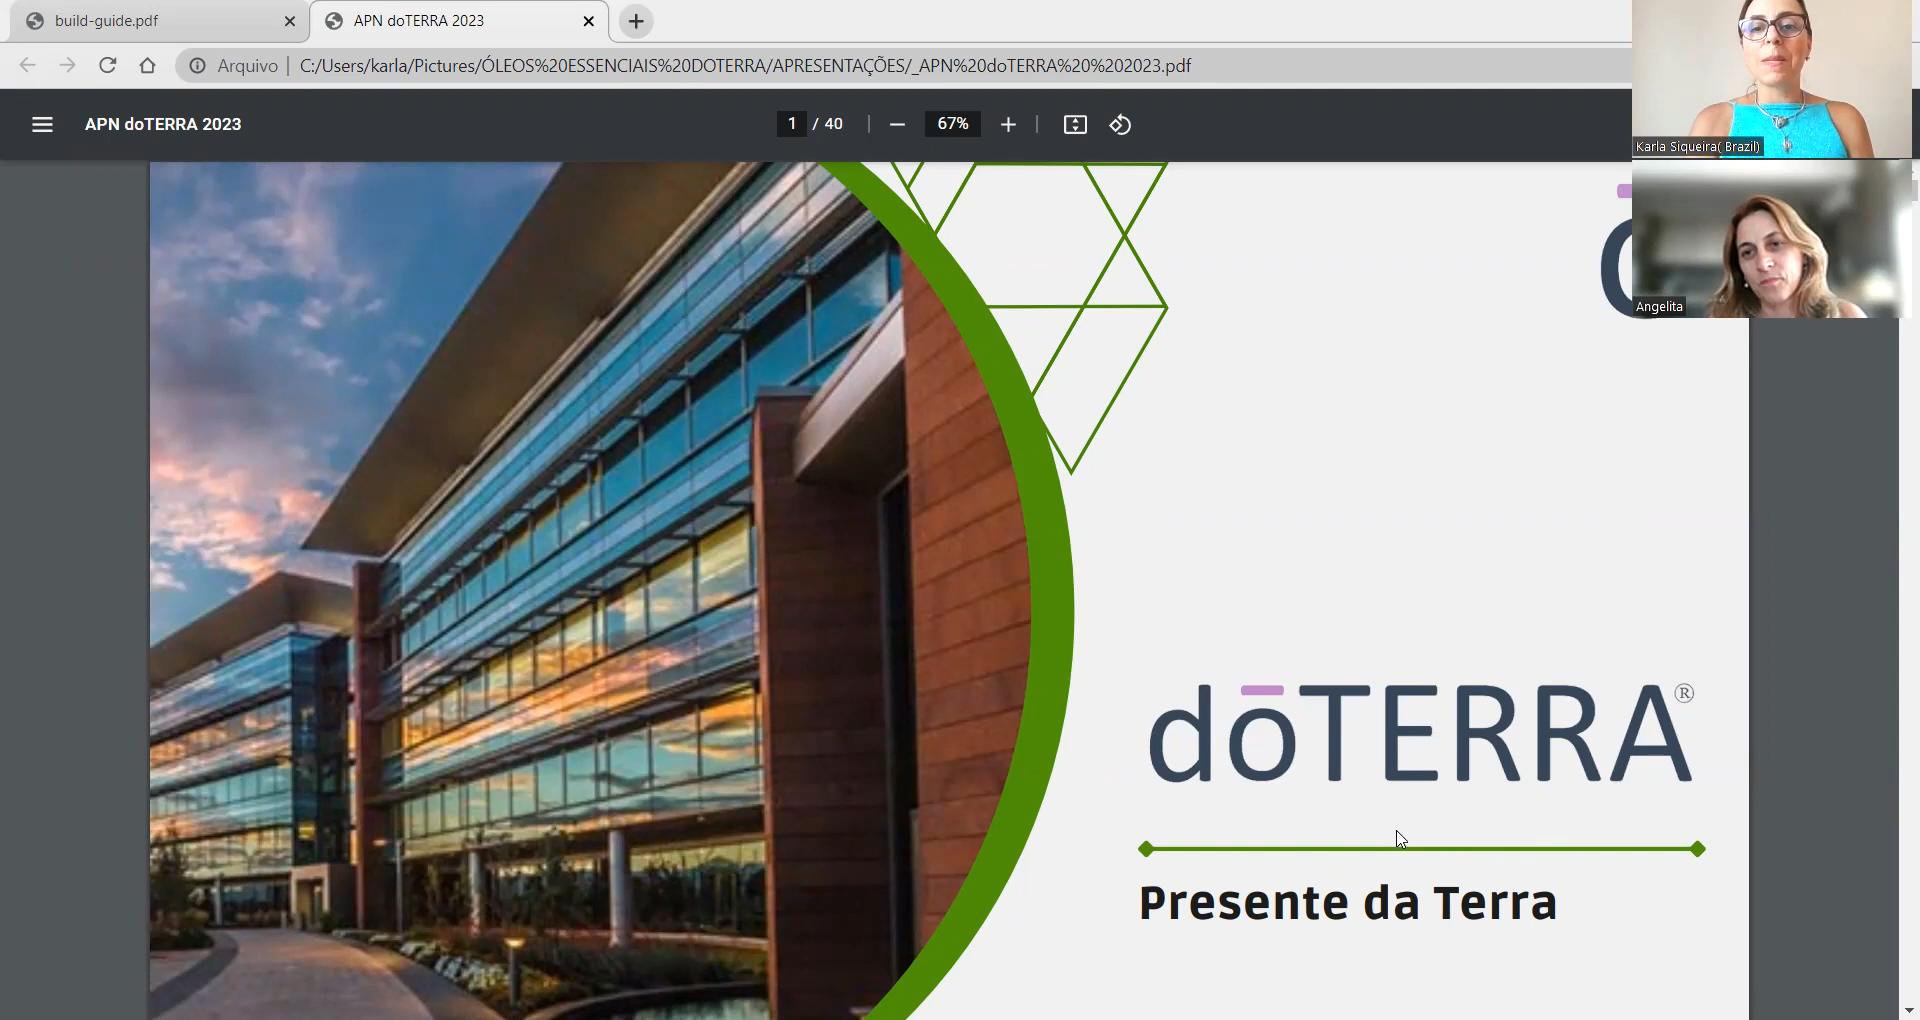 build-guide.pdf
APN doTERRA 2023
Arquivo
C:/Users/karla/Pictures/ÓLEOS%20ESSENCIAIS%20DOTERRA/APRESENTAÇÕES/_APN%20doTERRA%20%202023.pdf
APN doTERRA 2023
1 / 40
67%
Karla Siqueira( Brazil)
Angelita
dōTERRA®
Presente da Terra